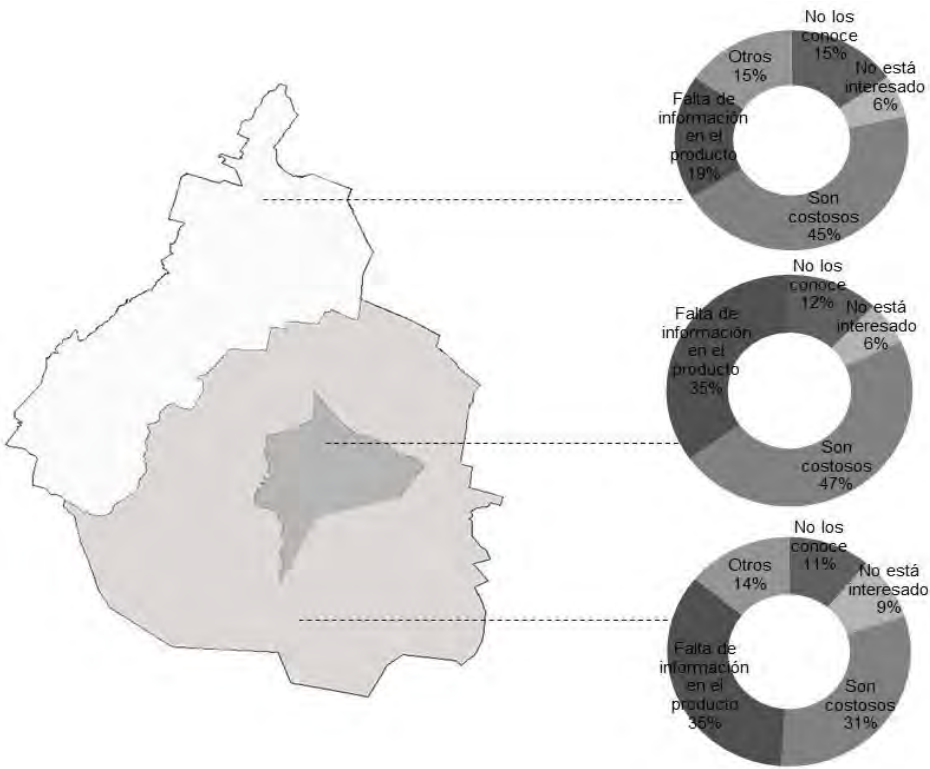 No los
conoce
15%
No está
interesado
6%
Son
costosos
45%
Falta de
información
en el
producto
19%
Otros
15%
No los
conoce
12%
No está
interesado
6%
Son
costosos
47%
Falta de
información
en el
producto
35%
No los
conoce
11%
No está
interesado
9%
Son
costosos
31%
Falta de
información
en el
producto
35%
Otros
14%